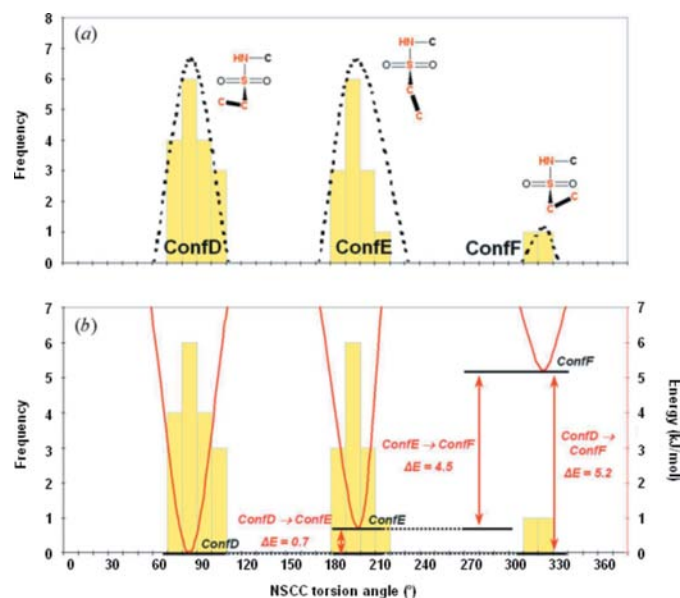 8
7
6
5
4
3
2
1
0
Frequency
(a)
HN—C
O=S=O
C C
ConfD
HN—C
O=S=O
C
C
ConfE
HN—C
O=S=O
C C
ConfF
7
6
5
4
3
2
1
0
Frequency
(b)
ConfF
ConfE → ConfF
ΔE = 4.5
ConfD →
ConfF
ΔE = 5.2
ConfD → ConfE
ΔE = 0.7
ConfD
ConfE
7
6
5
4
3
2
1
0
Energy (kJ/mol)
0 30 60 90 120 150 180 210 240 270 300 330 360
NSCC torsion angle (°)